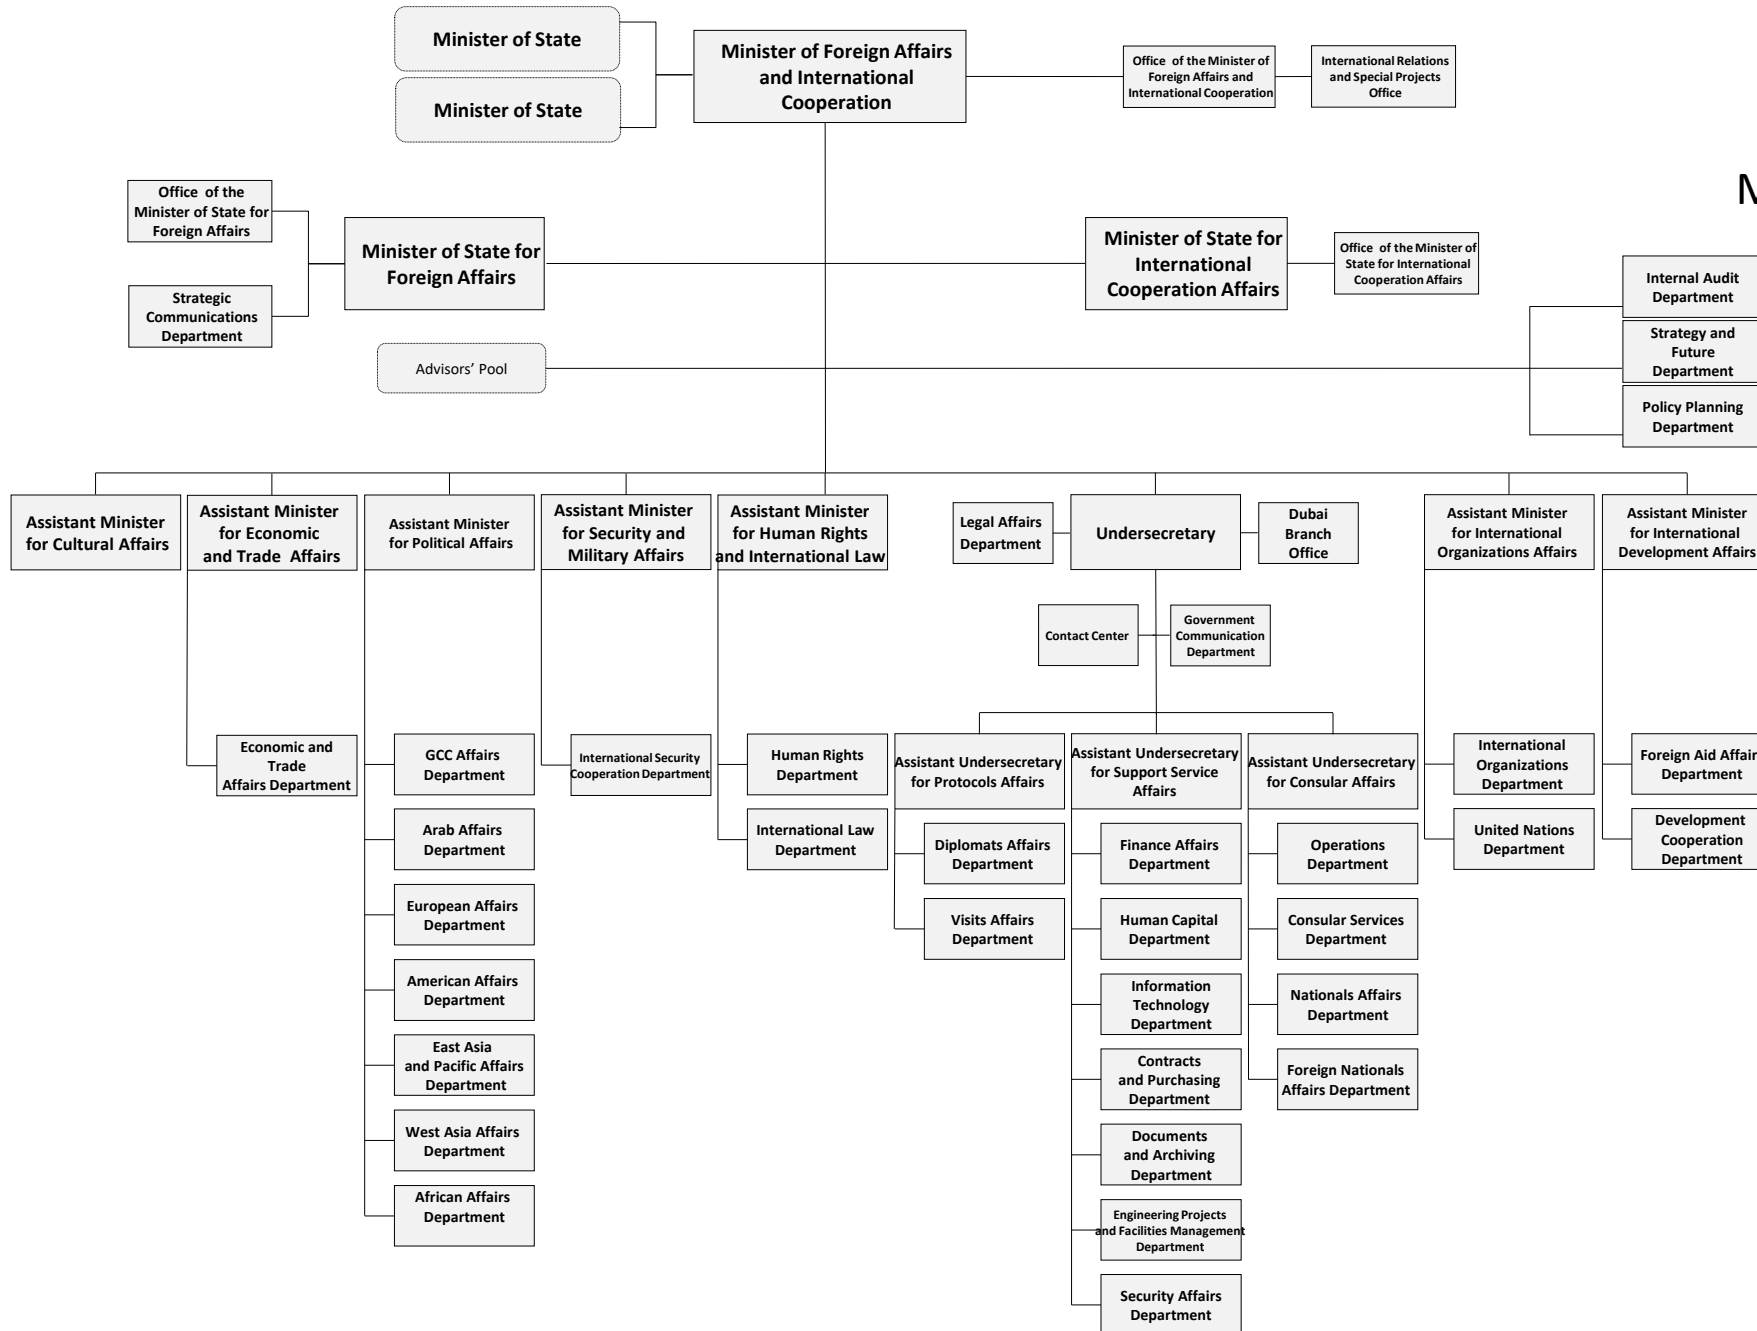 Minister of State
Minister of Foreign Affairs
and International
Cooperation
Office of the Minister of
Foreign Affairs and
International Cooperation
International Relations
and Special Projects
Office
Minister of State
M
Office of the
Minister of State for
Foreign Affairs
Minister of State for
Foreign Affairs
Minister of State for
International
Cooperation Affairs
Office of the Minister of
State for International
Cooperation Affairs
Strategic
Communications
Department
Internal Audit
Department
Strategy and
Future
Department
Advisors’ Pool
Policy Planning
Department
Assistant Minister
for Cultural Affairs
Assistant Minister
for Economic
and Trade Affairs
Assistant Minister
for Political Affairs
Assistant Minister
for Security and
Military Affairs
Assistant Minister
for Human Rights
and International Law
Legal Affairs
Department
Undersecretary
Dubai
Branch
Office
Assistant Minister
for International
Organizations Affairs
Assistant Minister
for International
Development Affairs
Contact Center
Government
Communication
Department
Economic and
Trade
Affairs Department
GCC Affairs
Department
International Security
Cooperation Department
Human Rights
Department
Assistant Undersecretary
for Protocols Affairs
Assistant Undersecretary
for Support Service
Affairs
Assistant Undersecretary
for Consular Affairs
International
Organizations
Department
Foreign Aid Affair
Department
Arab Affairs
Department
International Law
Department
Diplomats Affairs
Department
Finance Affairs
Department
Operations
Department
United Nations
Department
Development
Cooperation
Department
European Affairs
Department
Visits Affairs
Department
Human Capital
Department
Consular Services
Department
American Affairs
Department
Information
Technology
Department
Nationals Affairs
Department
East Asia
and Pacific Affairs
Department
Contracts
and Purchasing
Department
Foreign Nationals
Affairs Department
West Asia Affairs
Department
Documents
and Archiving
Department
African Affairs
Department
Engineering Projects
and Facilities Management
Department
Security Affairs
Department